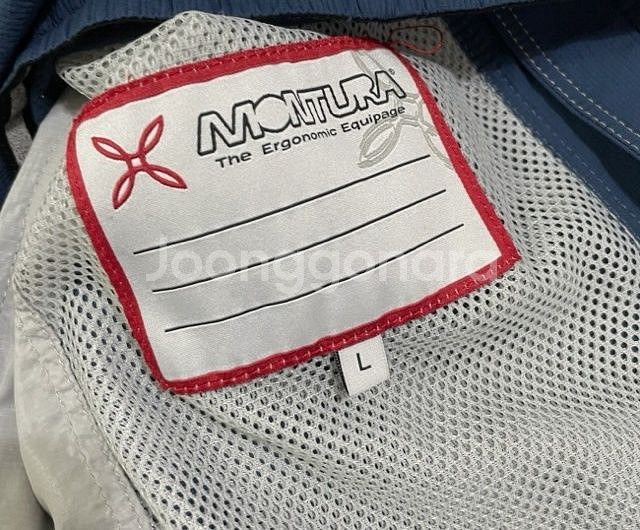 MONTURA®
The Ergonomic Equipage
Joonggonara
L